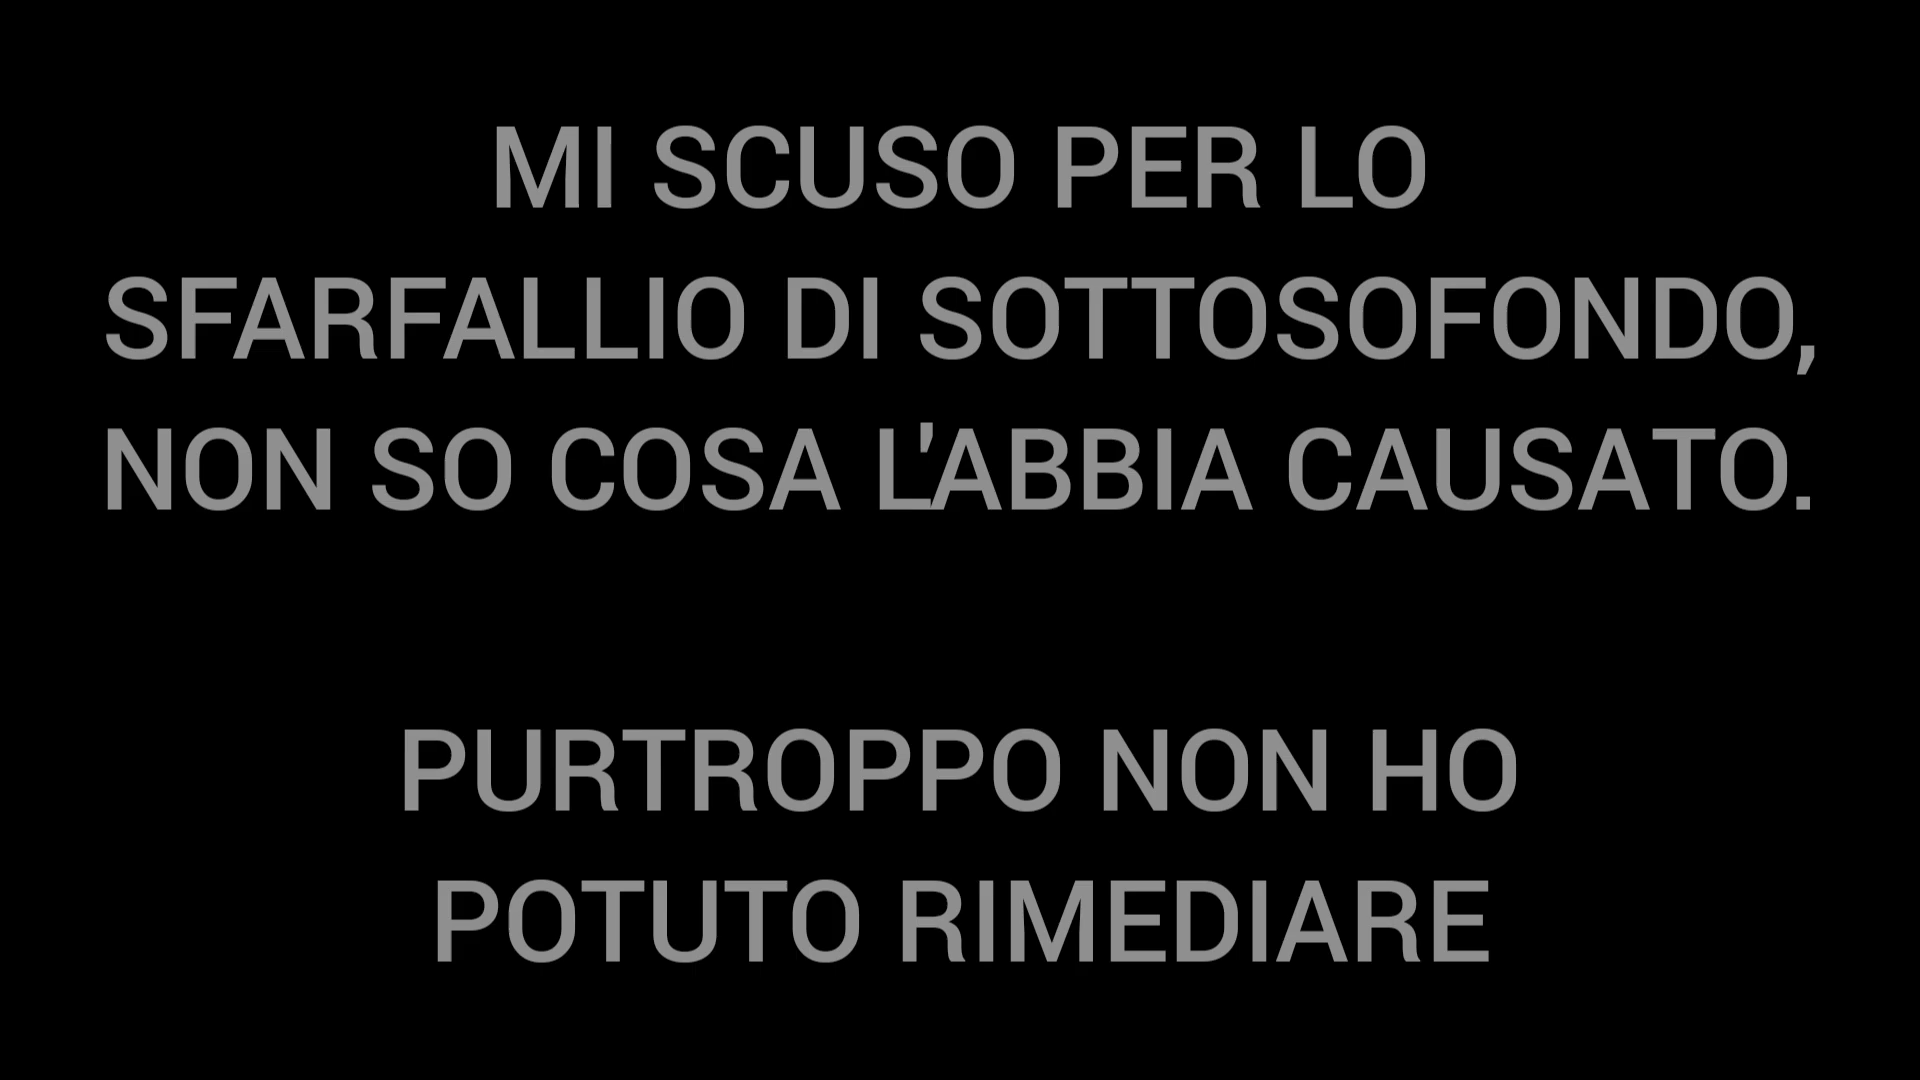 MI SCUSO PER LO
SFARFALLIO DI SOTTOSOFONDO,
NON SO COSA L'ABBIA CAUSATO.
PURTROPPO NON HO
POTUTO RIMEDIARE